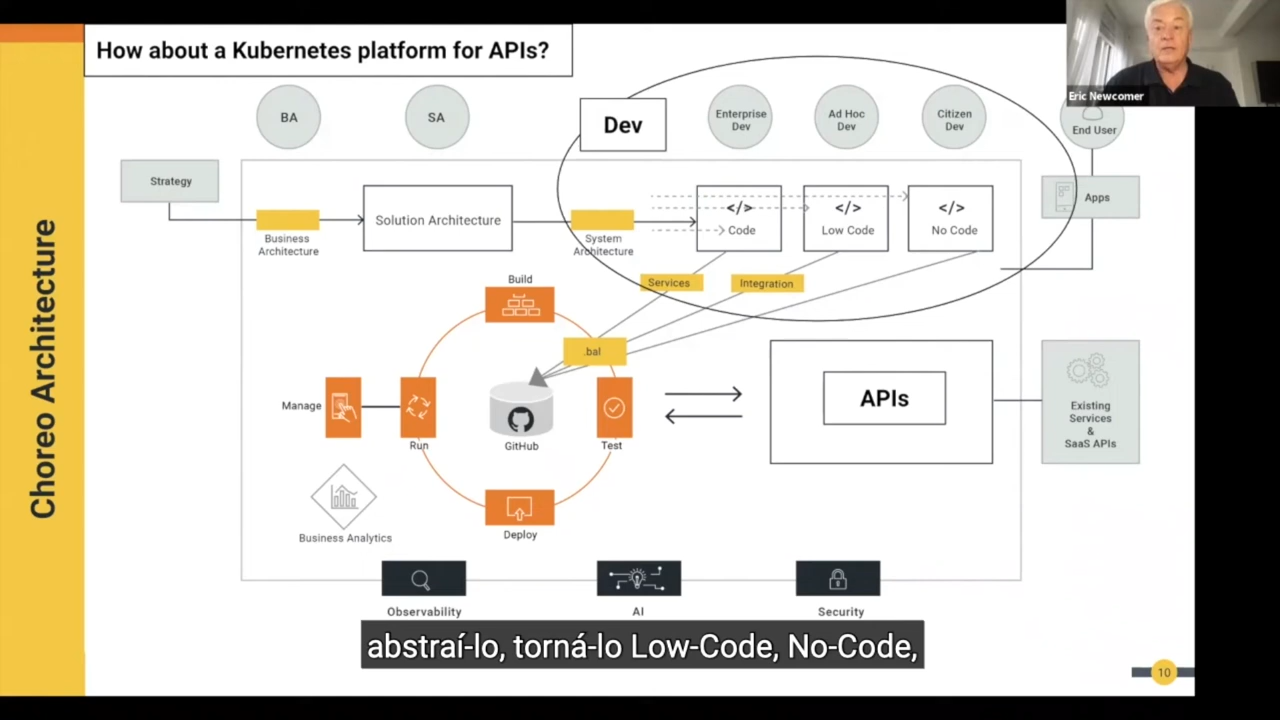 How about a Kubernetes platform for APIs?
Eric Newcomer
Choreo Architecture
BA
SA
Dev
Enterprise
Dev
Ad Hoc
Dev
Citizen
Dev
End User
Strategy
Business
Architecture
Solution Architecture
System
Architecture
</>
Code
</>
Low Code
</>
No Code
Apps
Services
Integration
Build
.bal
Manage
Run
GitHub
Test
APIs
Existing
Services
&
SaaS APIs
Business Analytics
Deploy
Observability
AI
Security
abstraí-lo, torná-lo Low-Code, No-Code,
10